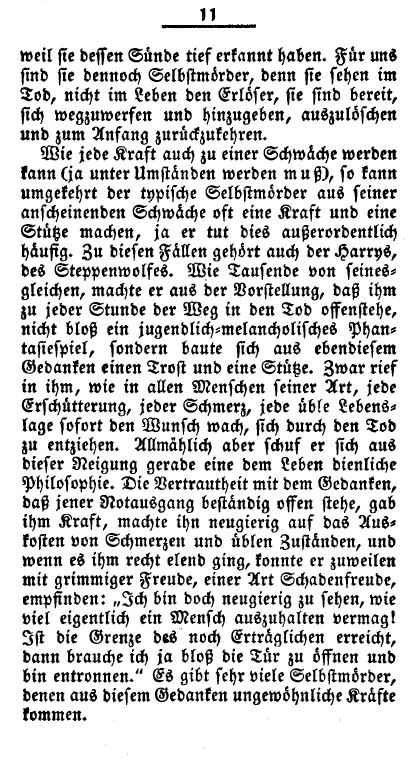 11
weil sie dessen Sünde tief erkannt haben. Für uns
sind sie dennoch Selbstmörder, denn sie sehen im
Tod, nicht im Leben den Erlöser, sie sind bereit,
sich wegzuwerfen und hinzugeben, auszulöschen
und zum Anfang zurückzukehren.
Wie jede Kraft auch zu einer Schwäche werden
kann (ja unter Umständen werden muß), so kann
umgekehrt der typische Selbstmörder aus seiner
anscheinenden Schwäche oft eine Kraft und eine
Stütze machen, ja er tut dies außerordentlich
häufig. Zu diesen Fällen gehört auch der Harrys,
des Steppenwolfes. Wie Tausende von seines-
gleichen, machte er aus der Vorstellung, daß ihm
zu jeder Stunde der Weg in den Tod offenstehe,
nicht bloß ein jugendlich-melancholisches Phan-
tasiespiel, sondern baute sich aus ebendiesem
Gedanken einen Trost und eine Stütze. Zwar rief
in ihm, wie in allen Menschen seiner Art, jede
Erschütterung, jeder Schmerz, jede üble Lebens-
lage sofort den Wunsch wach, sich durch den Tod
zu entziehen. Allmählich aber schuf er sich aus
dieser Neigung gerade eine dem Leben dienliche
Philosophie. Die Vertrautheit mit dem Gedanken,
daß jener Notausgang beständig offen stehe, gab
ihm Kraft, machte ihn neugierig auf das Aus-
kosten von Schmerzen und üblen Zuständen, und
wenn es ihm recht elend ging, konnte er zuweilen
mit grimmiger Freude, einer Art Schadenfreude,
empfinden: „Ich bin doch neugierig zu sehen, wie
viel eigentlich ein Mensch auszuhalten vermag!
Ist die Grenze des noch Erträglichen erreicht,
dann brauche ich ja bloß die Tür zu öffnen und
bin entronnen.“ Es gibt sehr viele Selbstmörder,
denen aus diesem Gedanken ungewöhnliche Kräfte
kommen.